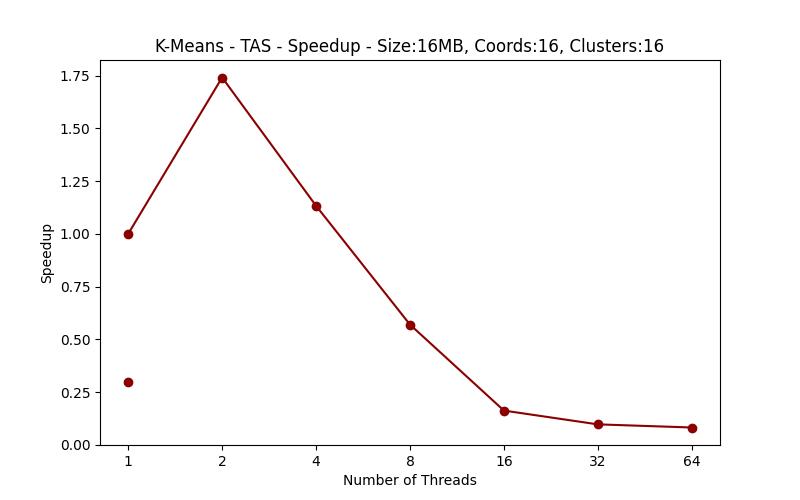 K-Means - TAS - Speedup - Size:16MB, Coords:16, Clusters:16
1.75
1.50
1.25
1.00
0.75
0.50
0.25
0.00
Speedup
1 2 4 8 16 32 64
Number of Threads